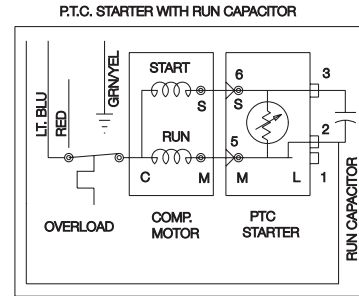 P.T.C. STARTER WITH RUN CAPACITOR
LT. BLU
RED
GRN/YEL
START
6
3
S
S
RUN
5
2
C
M
M
L
1
OVERLOAD
COMP.
MOTOR
PTC
STARTER
RUN CAPACITOR